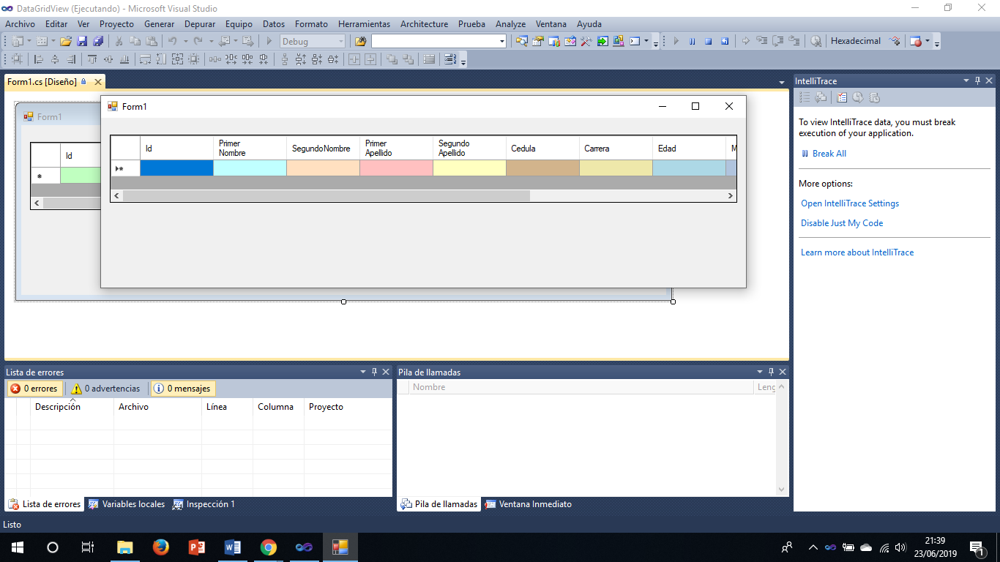 DataGridView (Ejecutando) - Microsoft Visual Studio
Archivo Editar Ver Proyecto Generar Depurar Equipo Datos Formato Herramientas Architecture Prueba Analyze Ventana Ayuda
Debug Hexadecimal
Form1.cs [Diseño]
Form1
Id
Form1
Id Primer Nombre SegundoNombre Primer Apellido Segundo Apellido Cedula Carrera Edad M
IntelliTrace
To view IntelliTrace data, you must break
execution of your application.
Break All
More options:
Open IntelliTrace Settings
Disable Just My Code
Learn more about IntelliTrace
Lista de errores
0 errores 0 advertencias 0 mensajes
Descripción Archivo Línea Columna Proyecto
Lista de errores Variables locales Inspección 1
Pila de llamadas
Nombre Leng
Pila de llamadas Ventana Inmediato
Listo
21:39
23/06/2019
1